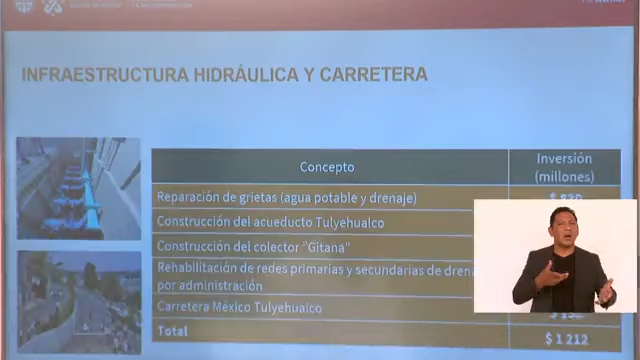 INFRAESTRUCTURA HIDRÁULICA Y CARRETERA
Concepto
Inversión
(millones)
Reparación de grietas (agua potable y drenaje)
Construcción del acueducto Tulyehualco
Construcción del colector "Gitana"
Rehabilitación de redes primarias y secundarias de
por administración
Carretera México Tulyehualco
Total
$ 1 212